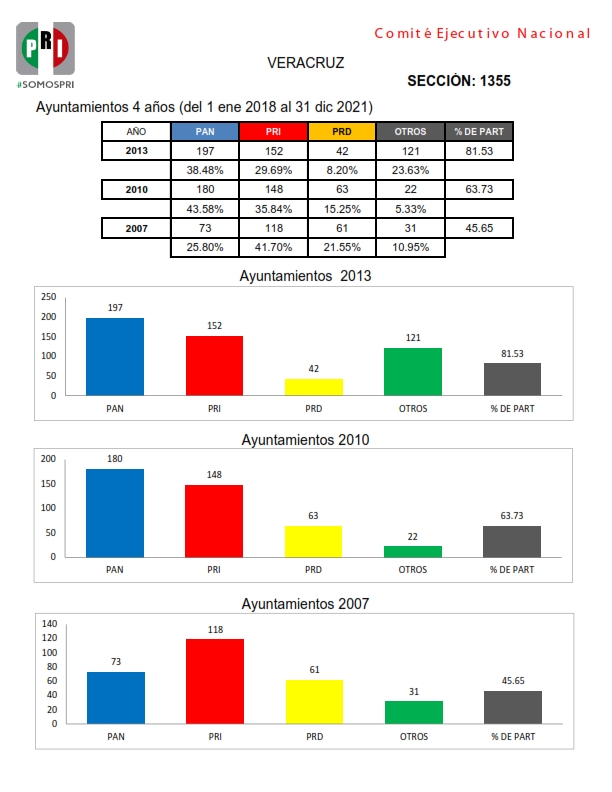 Comité Ejecutivo Nacional
PRI
#SOMOSPRI
VERACRUZ
SECCIÓN: 1355
Ayuntamientos 4 años (del 1 ene 2018 al 31 dic 2021)
AÑO PAN PRI PRD OTROS % DE PART
2013 197 152 42 121 81.53
38.48% 29.69% 8.20% 23.63%
2010 180 148 63 22 63.73
43.58% 35.84% 15.25% 5.33%
2007 73 118 61 31 45.65
25.80% 41.70% 21.55% 10.95%
Ayuntamientos 2013
250
200
150
100
50
0
197 152 42 121 81.53
PAN PRI PRD OTROS % DE PART
Ayuntamientos 2010
200
150
100
50
0
180 148 63 22 63.73
PAN PRI PRD OTROS % DE PART
Ayuntamientos 2007
140
120
100
80
60
40
20
0
73 118 61 31 45.65
PAN PRI PRD OTROS % DE PART